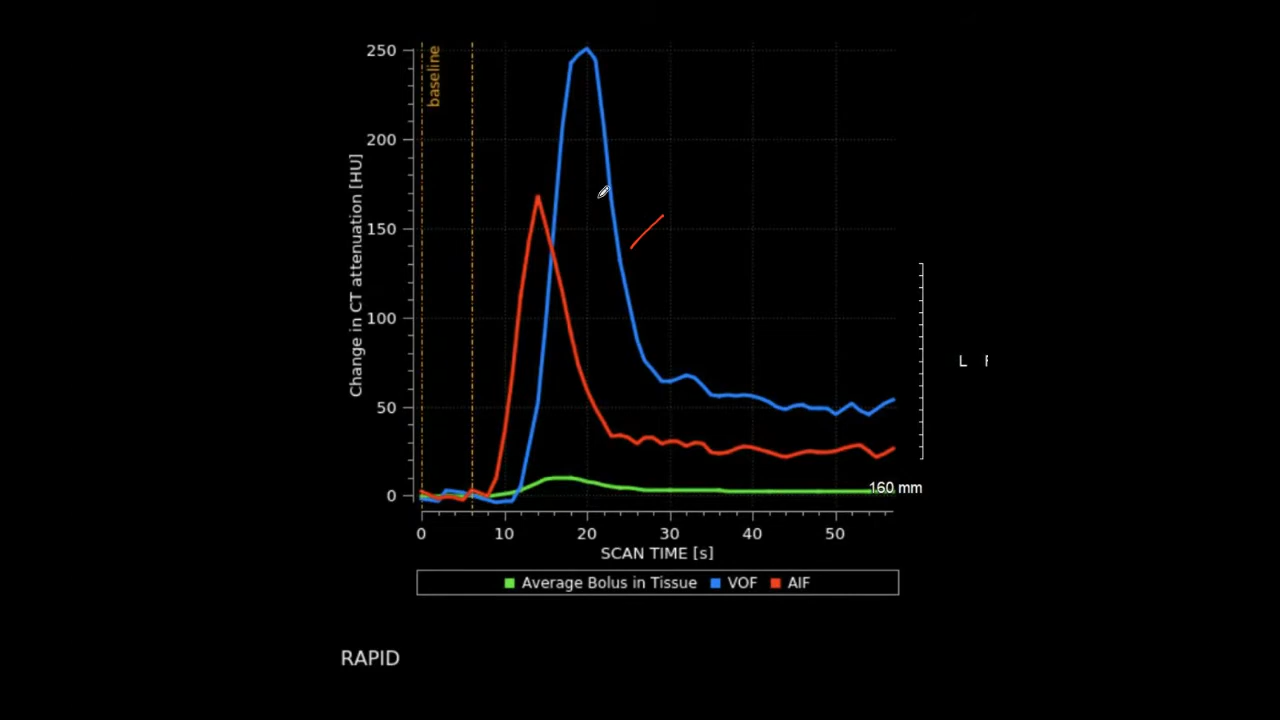 250
baseline
200
150
100
50
0
Change in CT attenuation [HU]
160 mm
L
0 10 20 30 40 50
SCAN TIME [s]
Average Bolus in Tissue VOF AIF
RAPID